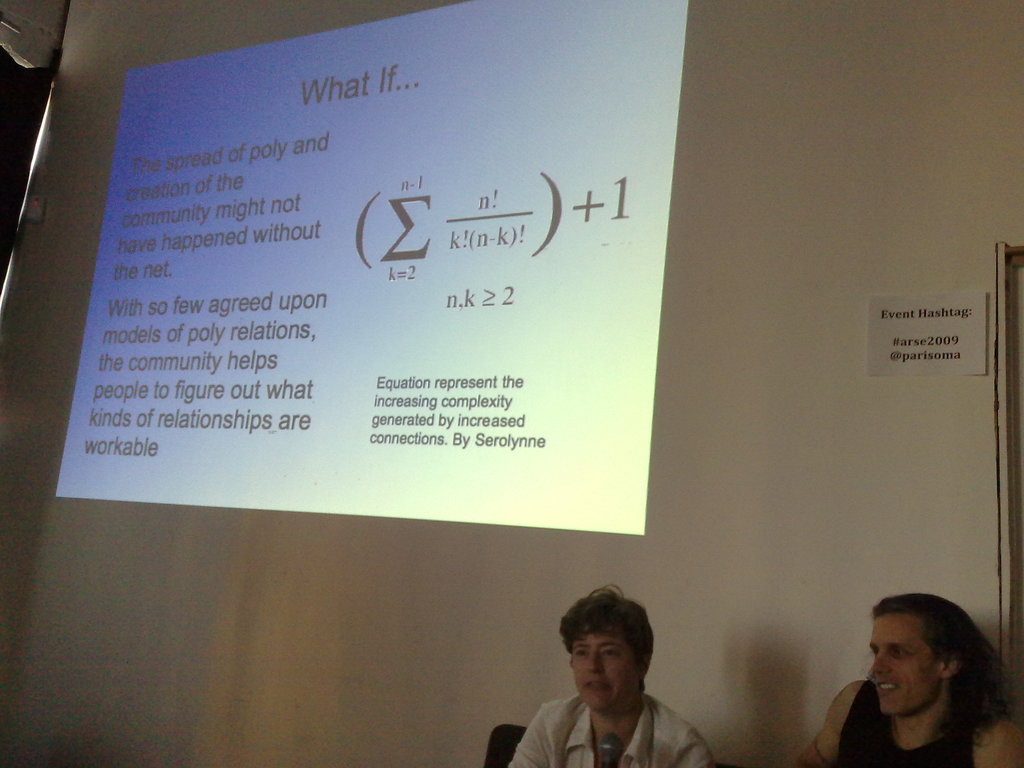 What If...
The spread of poly and
creation of the
community might not
have happened without
the net.
With so few agreed upon
models of poly relations,
the community helps
people to figure out what
kinds of relationships are
workable
n-1
( ∑ n! / k!(n-k)! ) +1
k=2
n,k ≥ 2
Equation represent the
increasing complexity
generated by increased
connections. By Serolynne
Event Hashtag:
#arse2009
@parisoma